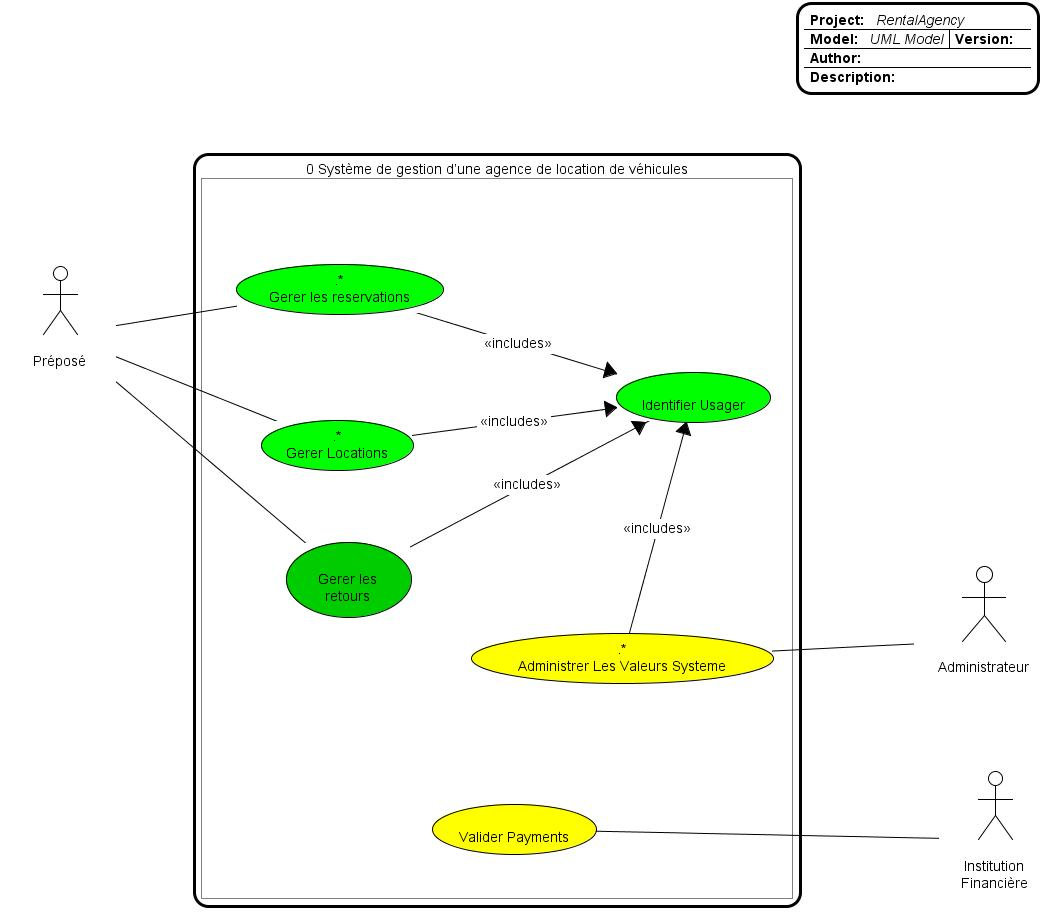 Project: RentalAgency
Model: UML Model Version:
Author:
Description:
0 Système de gestion d'une agence de location de véhicules
.*
Gerer les reservations
«includes»
Préposé
Identifier Usager
«includes»
.*
Gerer Locations
«includes»
«includes»
Gerer les
retours
.*
Administrer Les Valeurs Systeme
Administrateur
Valider Payments
Institution
Financière